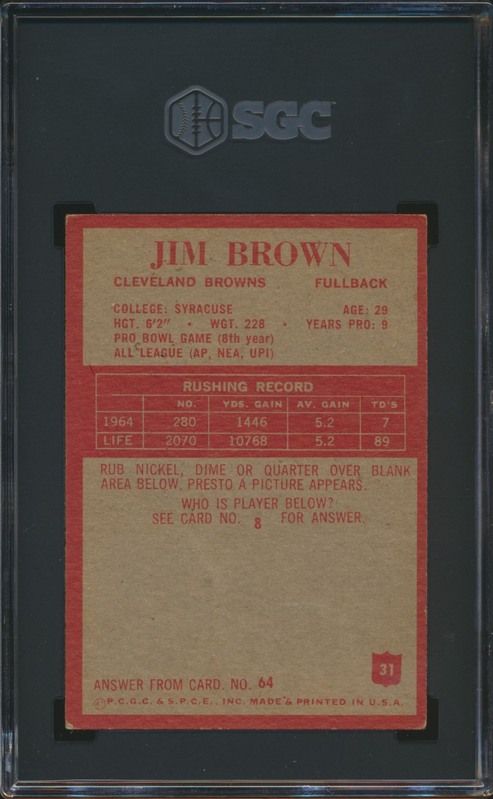 SGC
JIM BROWN
CLEVELAND BROWNS FULLBACK
COLLEGE: SYRACUSE AGE: 29
HGT. 6'2" • WGT. 228 • YEARS PRO: 9
PRO BOWL GAME (8th year)
ALL LEAGUE (AP, NEA, UPI)
RUSHING RECORD
NO. YDS. GAIN AV. GAIN TD'S
1964 280 1446 5.2 7
LIFE 2070 10768 5.2 89
RUB NICKEL, DIME OR QUARTER OVER BLANK
AREA BELOW, PRESTO A PICTURE APPEARS.
WHO IS PLAYER BELOW?
SEE CARD NO. 8 FOR ANSWER.
31
ANSWER FROM CARD. NO. 64
©P.C.G.C. & S.P.C.E., INC. MADE & PRINTED IN U.S.A.